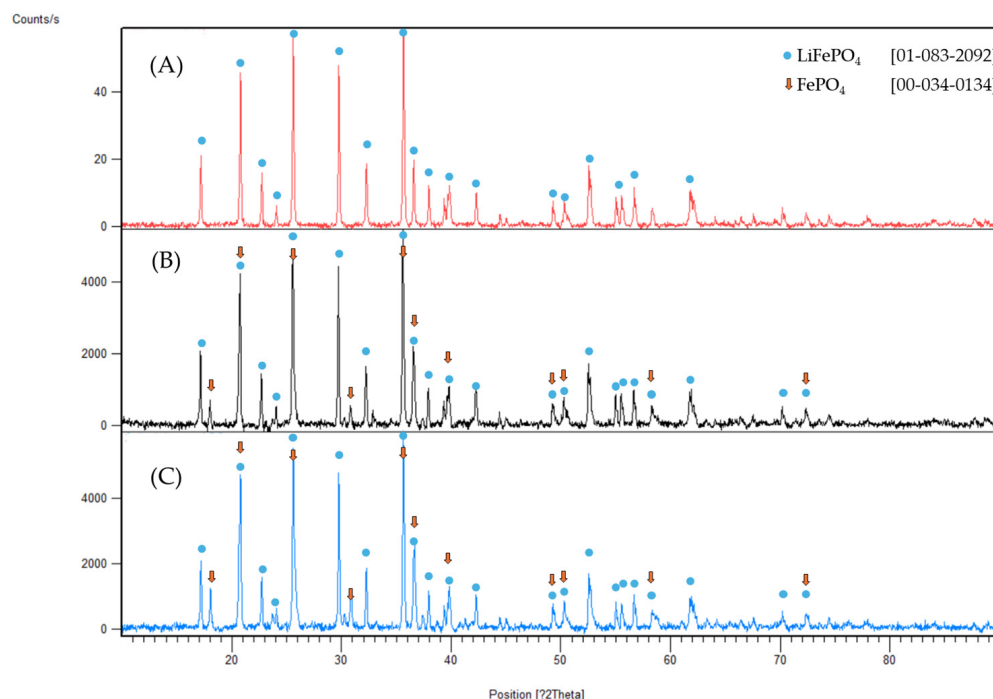 Counts/s
(A)
LiFePO₄ [01-083-2092]
FePO₄ [00-034-0134]
40
20
0
(B)
4000
2000
0
(C)
4000
2000
0
20 30 40 50 60 70 80
Position [?2Theta]